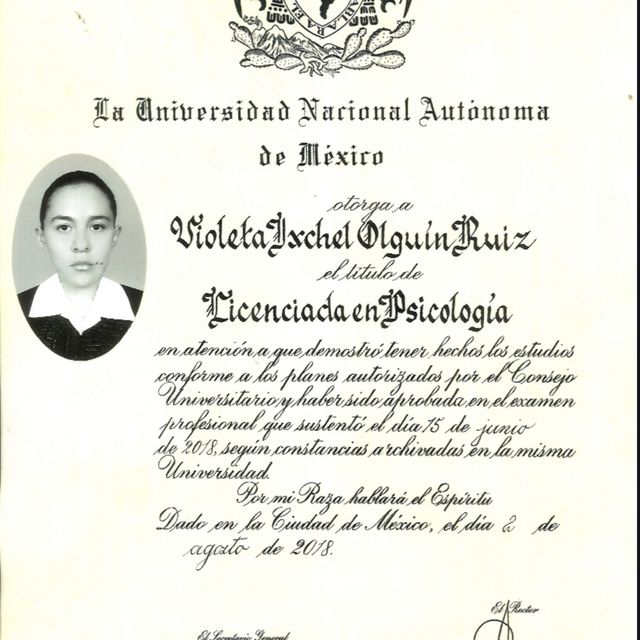 HABLARA EL
La Universidad Nacional Autónoma
de México
otorga a
Violeta Ixchel Olguín Ruiz
el título de
Licenciada en Psicología
en atención a que demostró tener hechos los estudios
conforme a los planes autorizados por el Consejo
Universitario y haber sido aprobada en el examen
profesional que sustentó el día 15 de junio
de 2018, según constancias archivadas en la misma
Universidad.
Por mi Raza hablará el Espíritu
Dado en la Ciudad de México, el día 2 de
agosto de 2018.
El Rector
El Secretario General